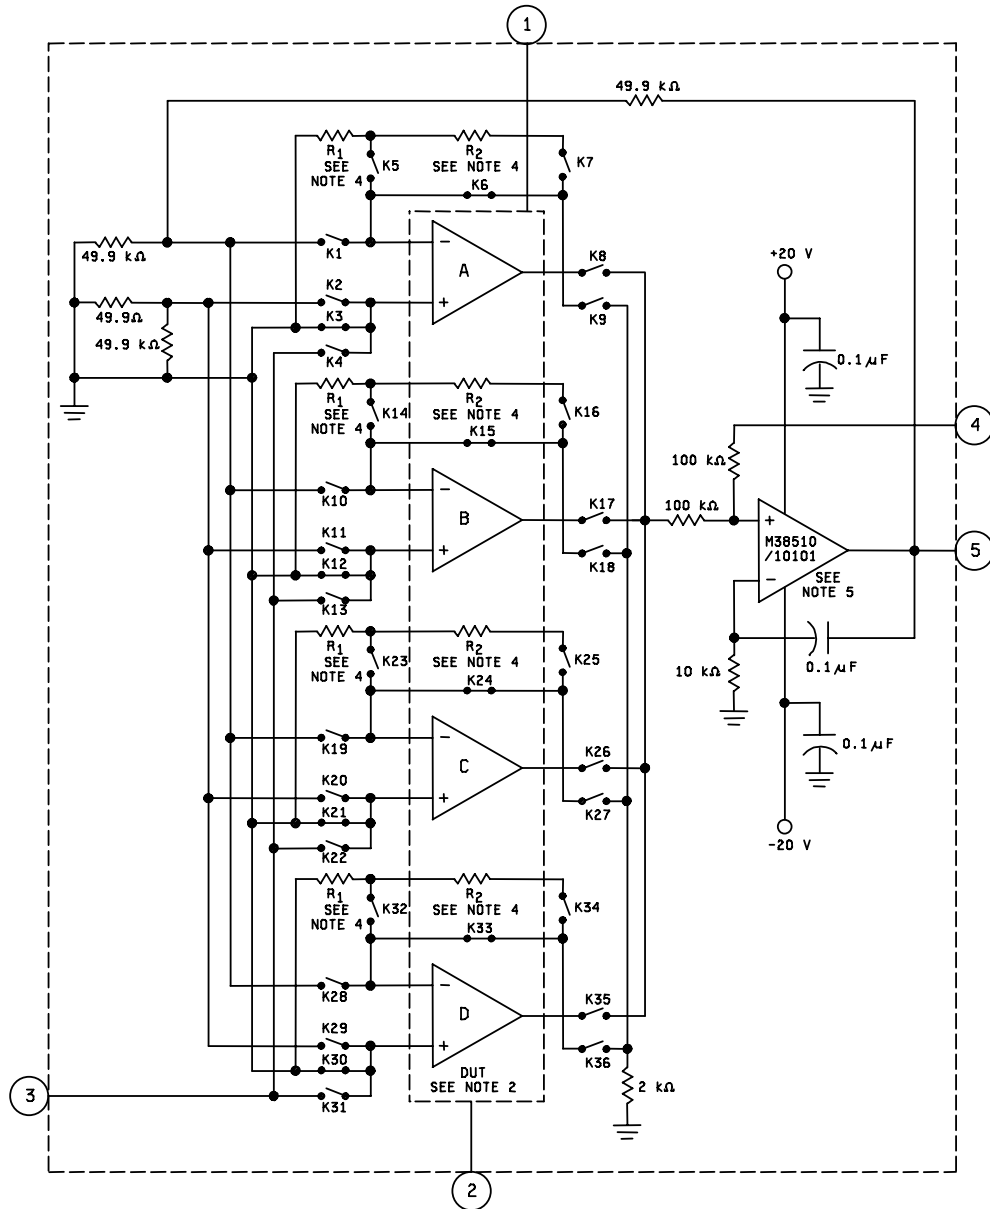 1
49.9 kΩ
R1
SEE
NOTE 4
K5
R2
SEE NOTE 4
K7
K6
49.9 kΩ
K1
A
−
+
K8
+20 V
K2
49.9Ω
K3
K9
49.9 kΩ
K4
0.1μF
R1
SEE
NOTE 4
K14
R2
SEE NOTE 4
K16
K15
4
100 kΩ
K10
B
−
+
K17
100 kΩ
+
M38510
/10101
−
5
K11
K12
K18
SEE
NOTE 5
K13
R1
SEE
NOTE 4
K23
R2
SEE NOTE 4
K25
K24
10 kΩ
0.1μF
K19
C
−
+
K26
0.1μF
K20
K21
K27
K22
-20 V
R1
SEE
NOTE 4
K32
R2
SEE NOTE 4
K34
K33
K28
D
−
+
K35
K29
K30
K36
DUT
SEE NOTE 2
2 kΩ
3
K31
2